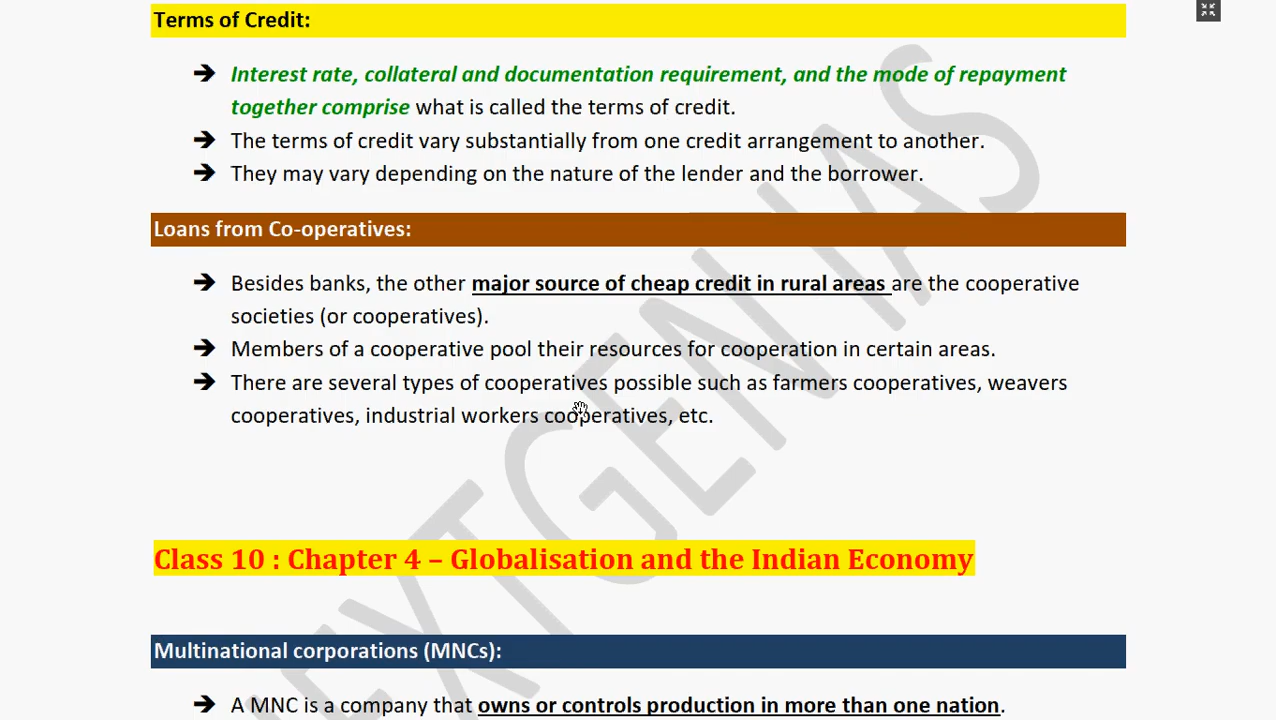 Terms of Credit:
➔ Interest rate, collateral and documentation requirement, and the mode of repayment
together comprise what is called the terms of credit.
➔ The terms of credit vary substantially from one credit arrangement to another.
➔ They may vary depending on the nature of the lender and the borrower.
Loans from Co-operatives:
➔ Besides banks, the other major source of cheap credit in rural areas are the cooperative
societies (or cooperatives).
➔ Members of a cooperative pool their resources for cooperation in certain areas.
➔ There are several types of cooperatives possible such as farmers cooperatives, weavers
cooperatives, industrial workers cooperatives, etc.
Class 10 : Chapter 4 – Globalisation and the Indian Economy
Multinational corporations (MNCs):
➔ A MNC is a company that owns or controls production in more than one nation.
EXTGEN IAS